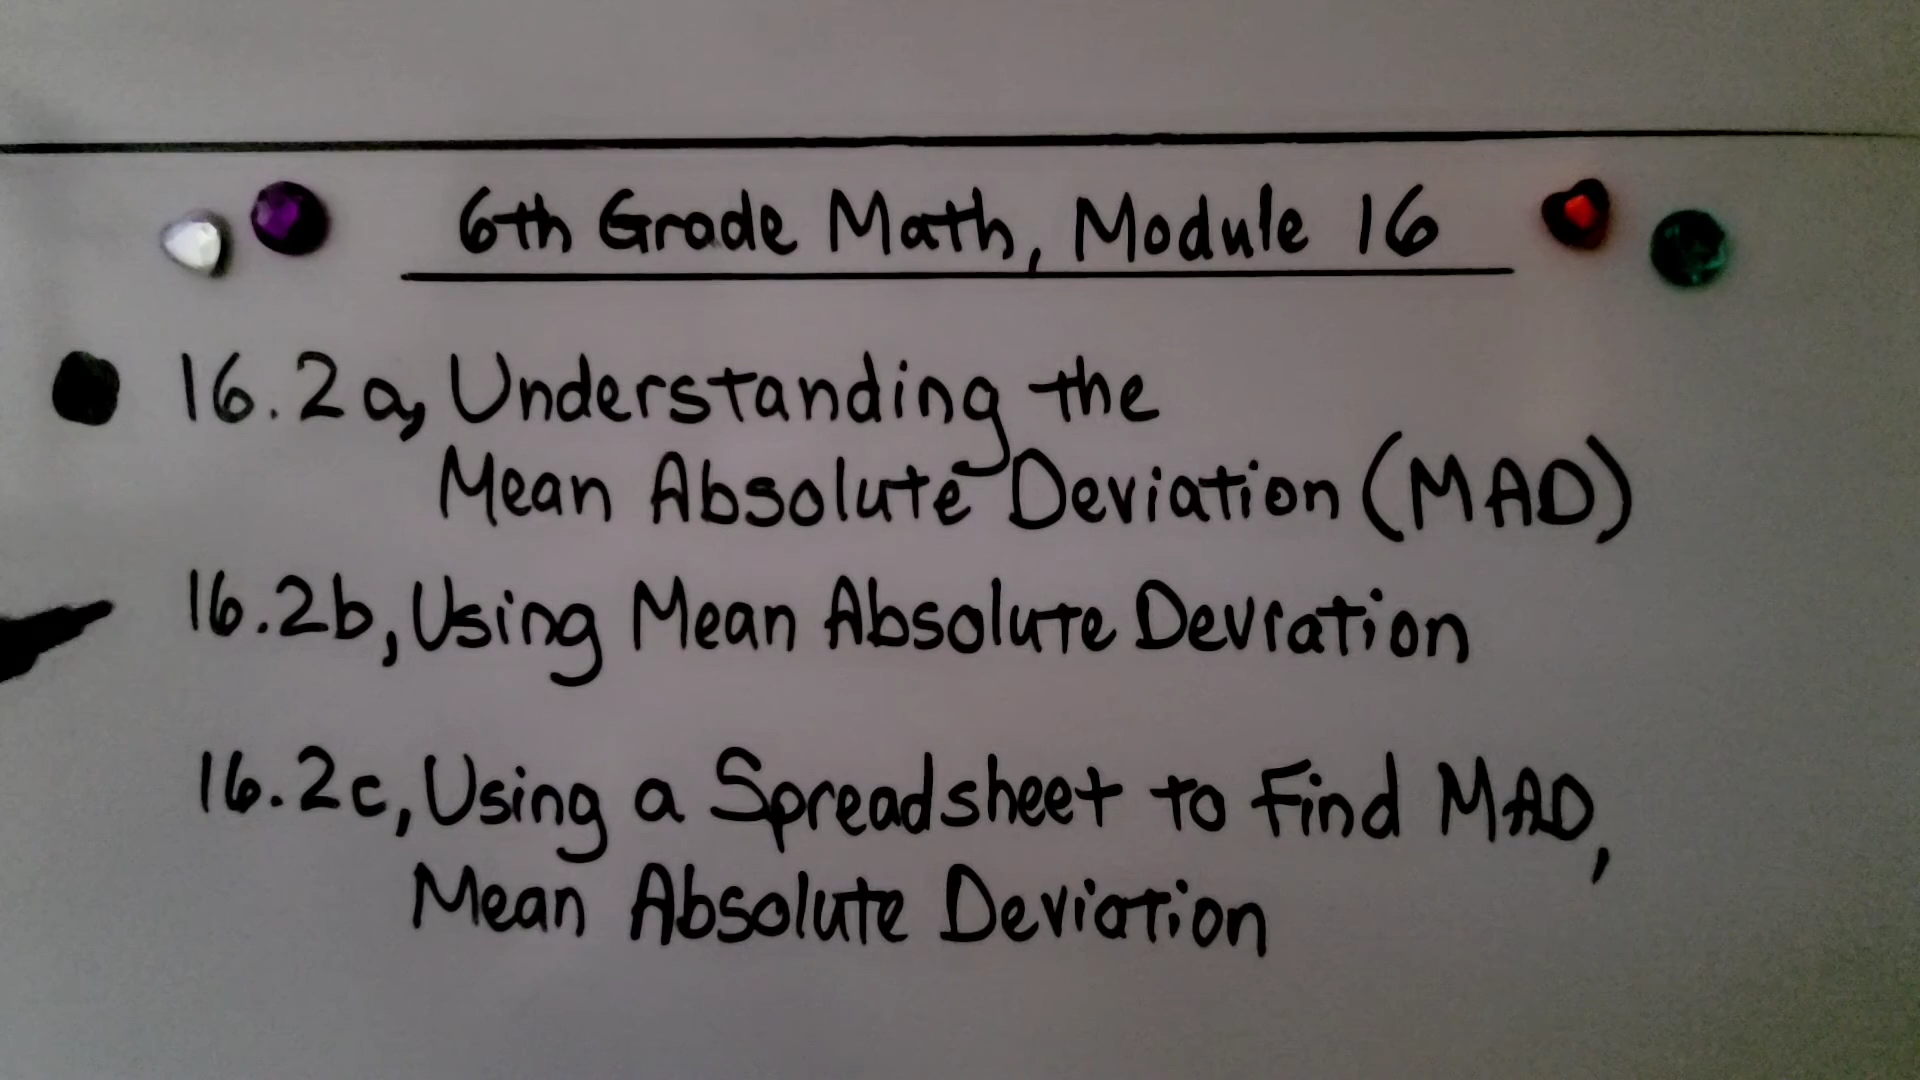 6th Grade Math, Module 16
16.2a, Understanding the
Mean Absolute Deviation (MAD)
16.2b, Using Mean Absolute Deviation
16.2c, Using a Spreadsheet to Find MAD,
Mean Absolute Deviation